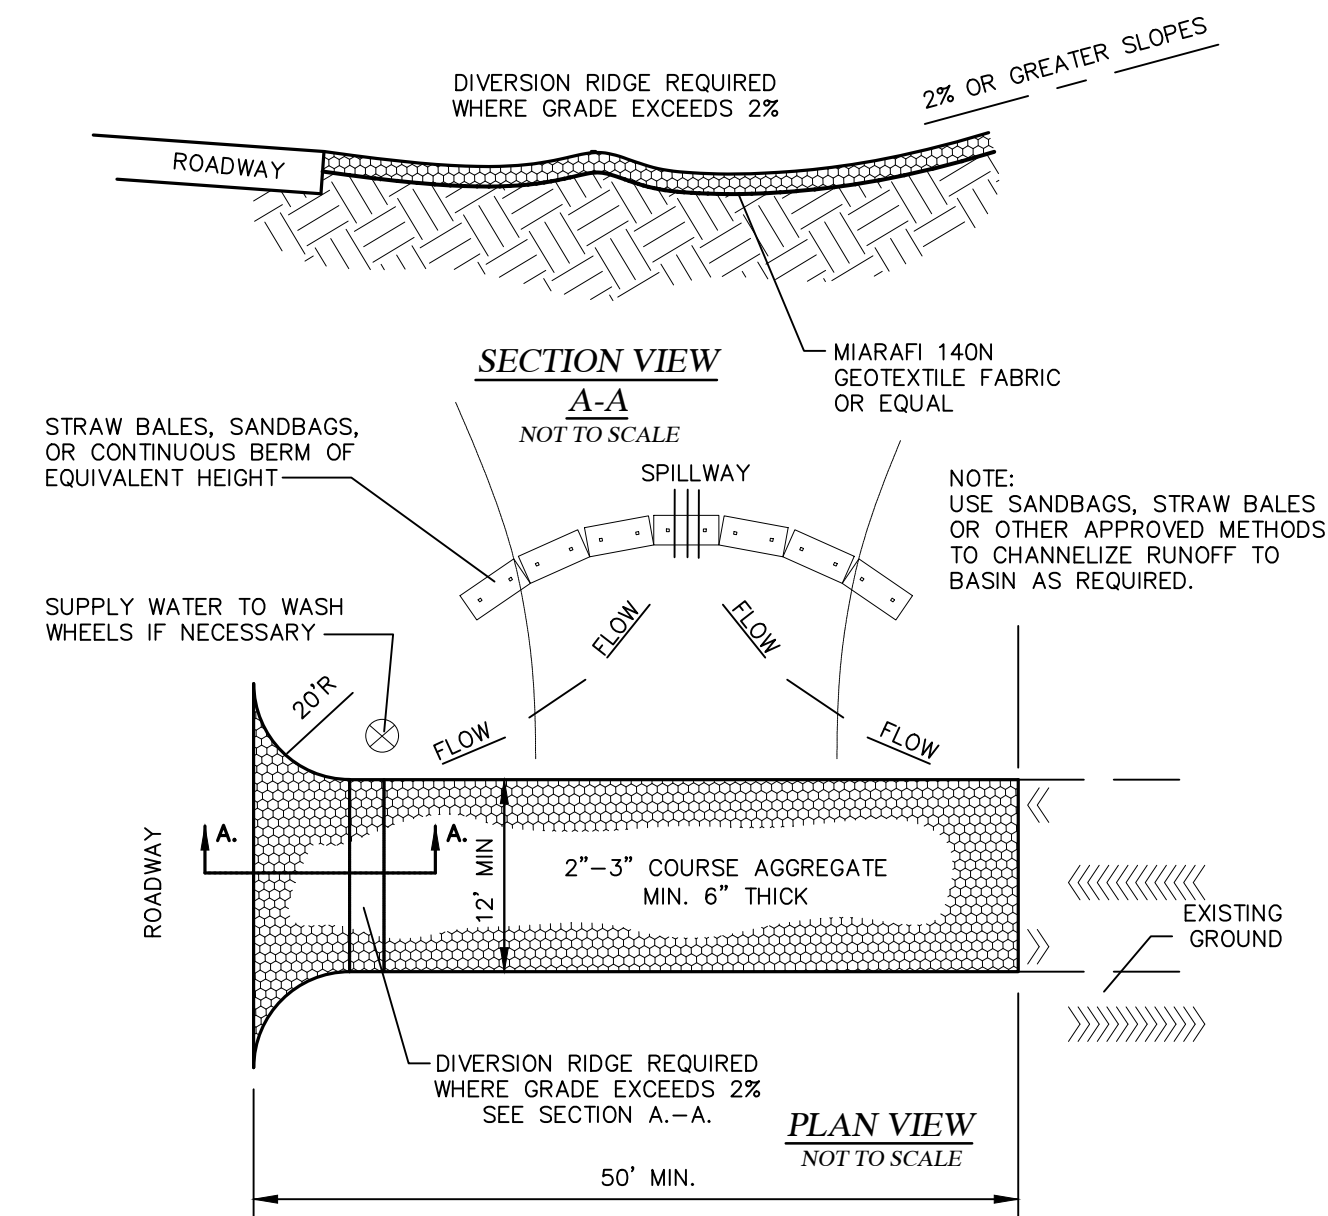 DIVERSION RIDGE REQUIRED
WHERE GRADE EXCEEDS 2%
2% OR GREATER SLOPES
ROADWAY
MIARAFI 140N
GEOTEXTILE FABRIC
OR EQUAL
SECTION VIEW
A-A
NOT TO SCALE
STRAW BALES, SANDBAGS,
OR CONTINUOUS BERM OF
EQUIVALENT HEIGHT
SPILLWAY
NOTE:
USE SANDBAGS, STRAW BALES
OR OTHER APPROVED METHODS
TO CHANNELIZE RUNOFF TO
BASIN AS REQUIRED.
SUPPLY WATER TO WASH
WHEELS IF NECESSARY
FLOW
FLOW
20'R
FLOW
FLOW
ROADWAY
A.
A.
12' MIN
2"-3" COURSE AGGREGATE
MIN. 6" THICK
EXISTING
GROUND
DIVERSION RIDGE REQUIRED
WHERE GRADE EXCEEDS 2%
SEE SECTION A.-A.
PLAN VIEW
NOT TO SCALE
50' MIN.